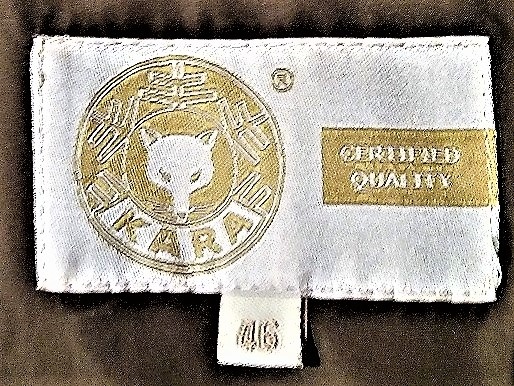 KARA
®
CERTIFIED
QUALITY
46